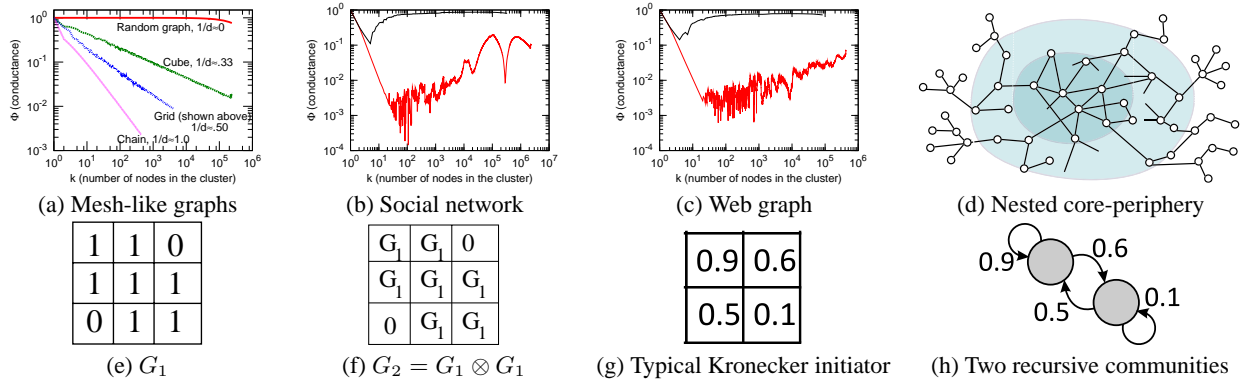 10^0
10^-1
10^-2
10^-3
10^0 10^1 10^2 10^3 10^4 10^5 10^6
Φ (conductance)
k (number of nodes in the cluster)
Random graph, 1/d≈0
Cube, 1/d≈.33
Grid (shown above)
1/d≈.50
Chain, 1/d≈1.0
(a) Mesh-like graphs
10^0
10^-1
10^-2
10^-3
10^-4
10^0 10^1 10^2 10^3 10^4 10^5 10^6 10^7
Φ (conductance)
k (number of nodes in the cluster)
(b) Social network
10^0
10^-1
10^-2
10^-3
10^-4
10^0 10^1 10^2 10^3 10^4 10^5 10^6
Φ (conductance)
k (number of nodes in the cluster)
(c) Web graph
(d) Nested core-periphery
1 1 0
1 1 1
0 1 1
(e) G₁
G₁ G₁ 0
G₁ G₁ G₁
0 G₁ G₁
(f) G₂ = G₁ ⊗ G₁
0.9 0.6
0.5 0.1
(g) Typical Kronecker initiator
0.9
0.6
0.5
0.1
(h) Two recursive communities